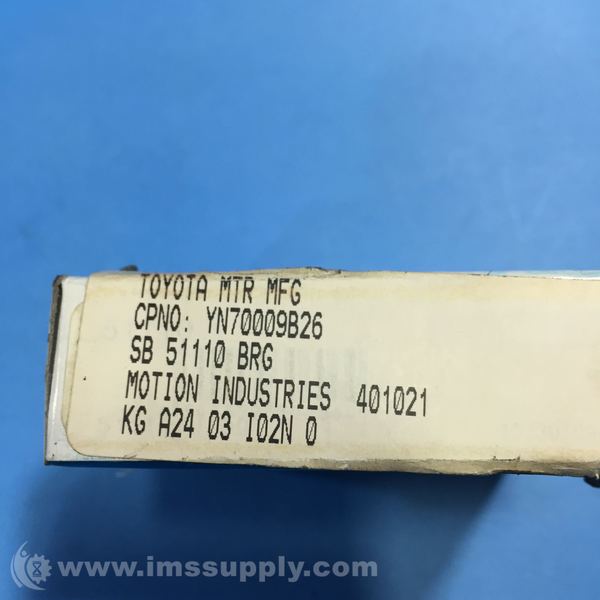 TOYOTA MTR MFG
CPNO: YN70009B26
SB 51110 BRG
MOTION INDUSTRIES 401021
KG A24 03 I02N 0
www.imssupply.com